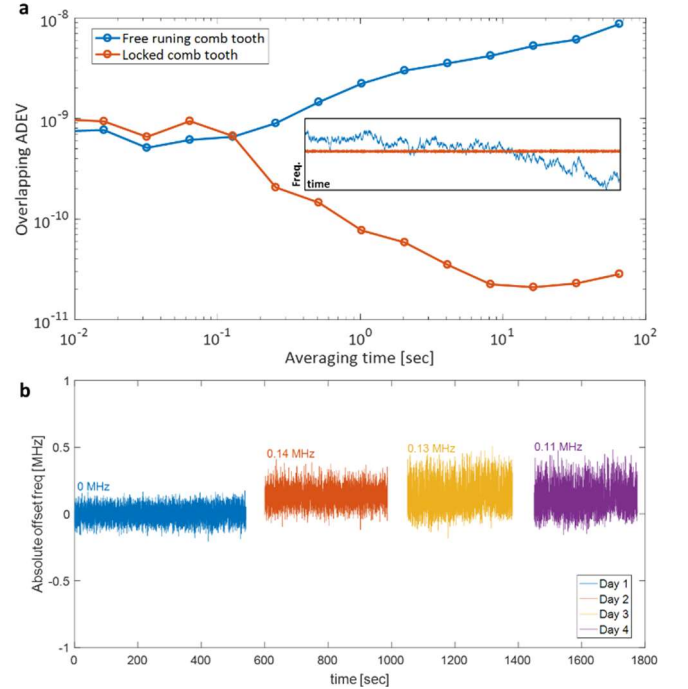 a
10^-8
10^-9
10^-10
10^-11
Overlapping ADEV
Free runing comb tooth
Locked comb tooth
Freq.
time
10^-2
10^-1
10^0
10^1
10^2
Averaging time [sec]
b
1
0.5
0
-0.5
-1
Absolute offset freq [MHz]
0 MHz
0.14 MHz
0.13 MHz
0.11 MHz
Day 1
Day 2
Day 3
Day 4
0
200
400
600
800
1000
1200
1400
1600
1800
time [sec]